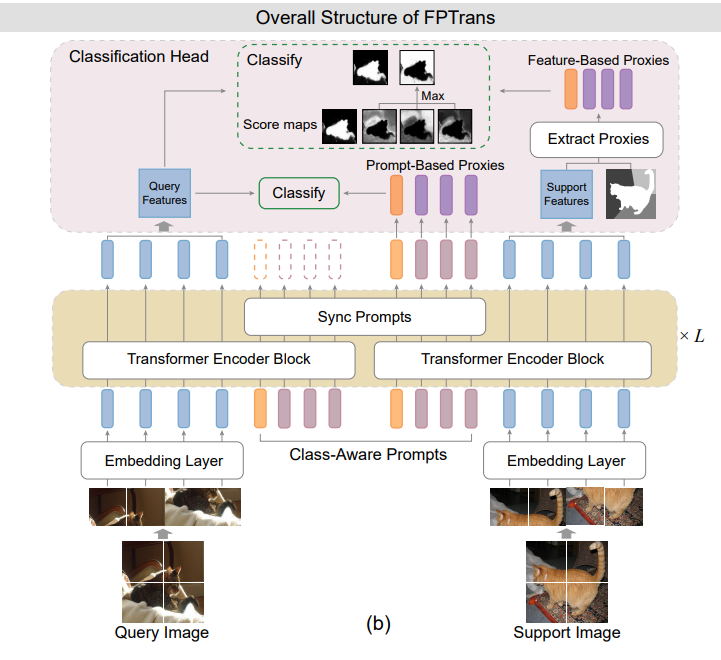 Overall Structure of FPTrans
Classification Head
Classify
Max
Score maps
Feature-Based Proxies
Extract Proxies
Prompt-Based Proxies
Query
Features
Classify
Support
Features
Sync Prompts
Transformer Encoder Block
Transformer Encoder Block
× L
Class-Aware Prompts
Embedding Layer
Embedding Layer
Query Image
(b)
Support Image